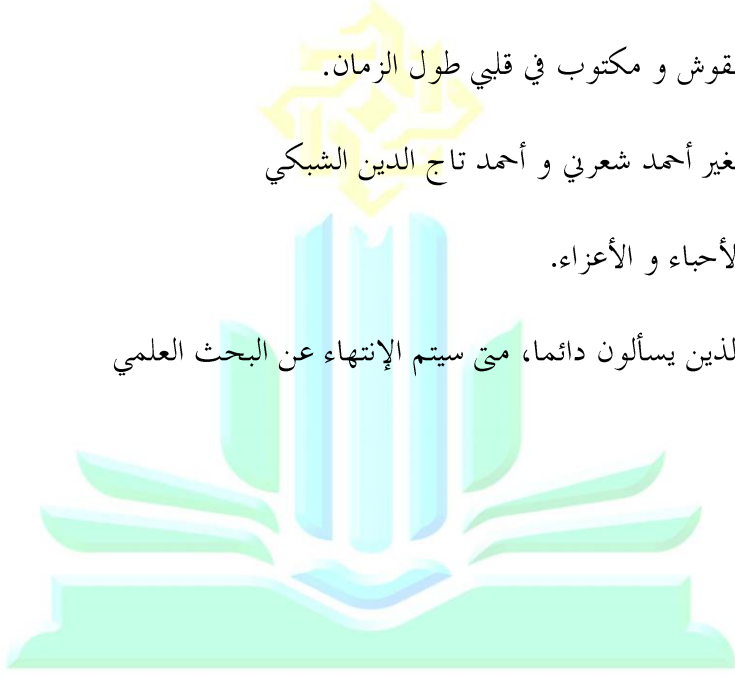 و مكتوب في قلبي طول الزمان.
أحمد شعرني و أحمد تاج الدين الشبكي
و الأعزاء.
يسألون دائما، متى سيتم الإنتهاء عن البحث العلمي